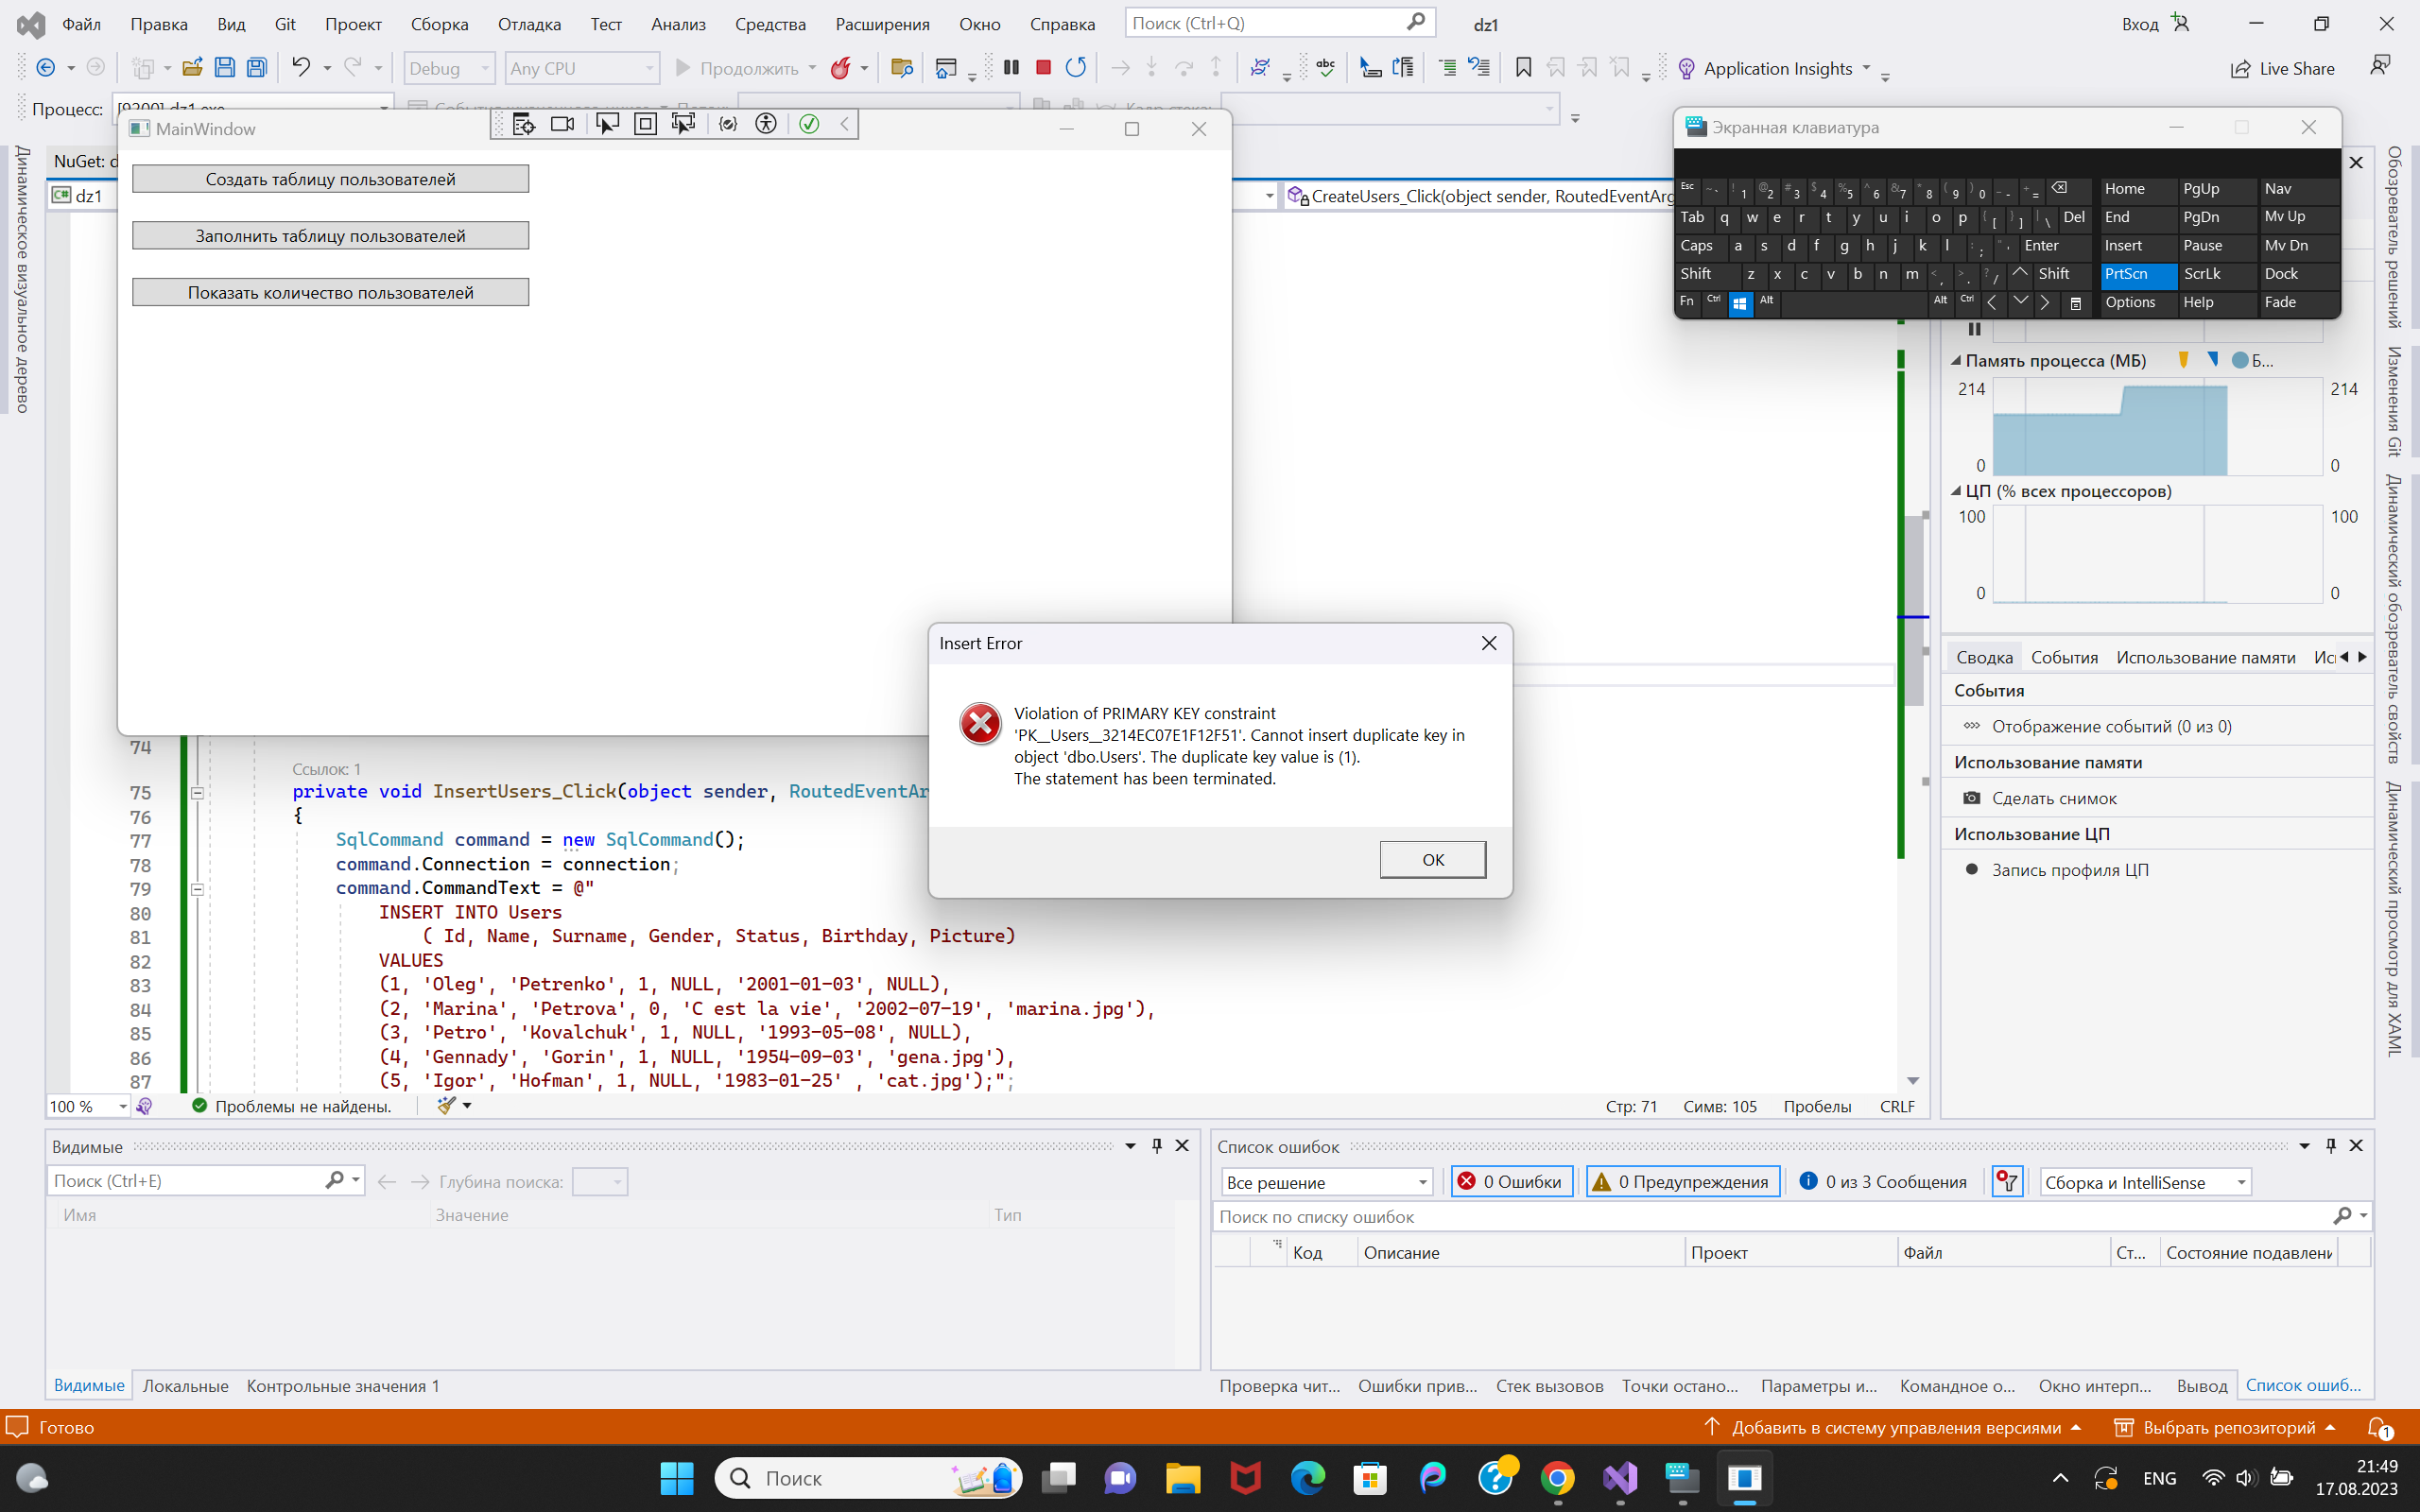 Файл Правка Вид Git Проект Сборка Отладка Тест Анализ Средства Расширения Окно Справка Поиск (Ctrl+Q) dz1 Вход
Debug Any CPU Продолжить Application Insights Live Share
Процесс: [9200] dz1.exe
MainWindow
Создать таблицу пользователей
Заполнить таблицу пользователей
Показать количество пользователей
NuGet: d
C# dz1
CreateUsers_Click(object sender, RoutedEventArg
Динамическое визуальное дерево
Экранная клавиатура
Esc ~ ` ! 1 @ 2 # 3 $ 4 % 5 ^ 6 & 7 * 8 ( 9 ) 0 _ - + = Home PgUp Nav
Tab q w e r t y u i o p { [ } ] | \ Del End PgDn Mv Up
Caps a s d f g h j k l : ; " ' Enter Insert Pause Mv Dn
Shift z x c v b n m < , > . ? / Shift PrtScn ScrLk Dock
Fn Ctrl Alt Alt Ctrl Options Help Fade
Обозреватель решений
Изменения Git
Динамический обозреватель свойств
Динамический просмотр для XAML
Память процесса (МБ) Б...
214 214
0 0
ЦП (% всех процессоров)
100 100
0 0
Сводка События Использование памяти Ис
События
Отображение событий (0 из 0)
Использование памяти
Сделать снимок
Использование ЦП
Запись профиля ЦП
Insert Error
Violation of PRIMARY KEY constraint
'PK__Users__3214EC07E1F12F51'. Cannot insert duplicate key in
object 'dbo.Users'. The duplicate key value is (1).
The statement has been terminated.
OK
74
Ссылок: 1
75 private void InsertUsers_Click(object sender, RoutedEventAr
76 {
77 SqlCommand command = new SqlCommand();
78 command.Connection = connection;
79 command.CommandText = @"
80 INSERT INTO Users
81 ( Id, Name, Surname, Gender, Status, Birthday, Picture)
82 VALUES
83 (1, 'Oleg', 'Petrenko', 1, NULL, '2001-01-03', NULL),
84 (2, 'Marina', 'Petrova', 0, 'C est la vie', '2002-07-19', 'marina.jpg'),
85 (3, 'Petro', 'Kovalchuk', 1, NULL, '1993-05-08', NULL),
86 (4, 'Gennady', 'Gorin', 1, NULL, '1954-09-03', 'gena.jpg'),
87 (5, 'Igor', 'Hofman', 1, NULL, '1983-01-25' , 'cat.jpg');";
100 % Проблемы не найдены. Стр: 71 Симв: 105 Пробелы CRLF
Видимые
Поиск (Ctrl+E) Глубина поиска:
Имя Значение Тип
Видимые Локальные Контрольные значения 1
Список ошибок
Все решение 0 Ошибки 0 Предупреждения 0 из 3 Сообщения Сборка и IntelliSense
Поиск по списку ошибок
Код Описание Проект Файл Ст... Состояние подавлени
Проверка чит... Ошибки прив... Стек вызовов Точки остано... Параметры и... Командное о... Окно интерп... Вывод Список ошиб...
Готово Добавить в систему управления версиями Выбрать репозиторий 1
Поиск ENG 21:49
17.08.2023